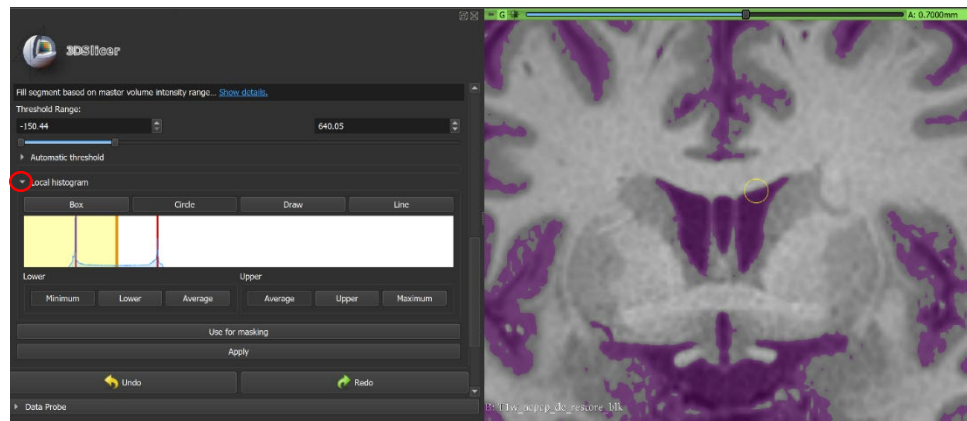 G A: 0.7000mm
3DSlicer
Fill segment based on master volume intensity range... Show details.
Threshold Range:
-150.44 640.05
Automatic threshold
Local histogram
Box Circle Draw Line
Lower Upper
Minimum Lower Average Average Upper Maximum
Use for masking
Apply
Undo Redo
Data Probe
B: T1w_acpcp_dc_restore_blk